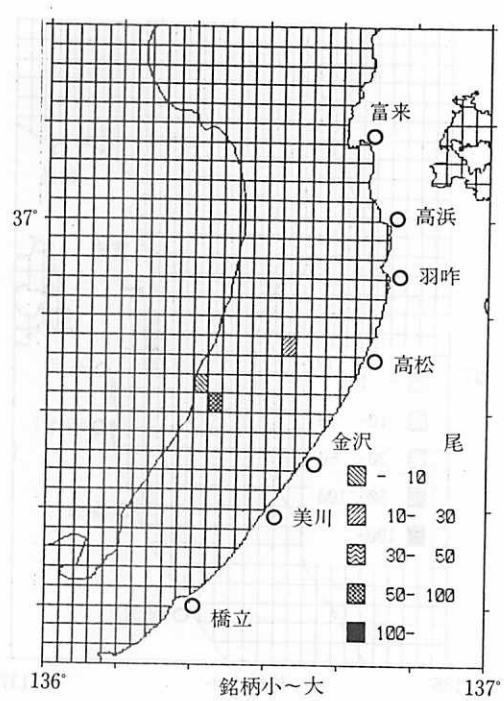 富来
37°
高浜
羽咋
高松
金沢 尾
- 10
美川
10- 30
30- 50
50- 100
橋立
100-
136° 銘柄小～大 137°